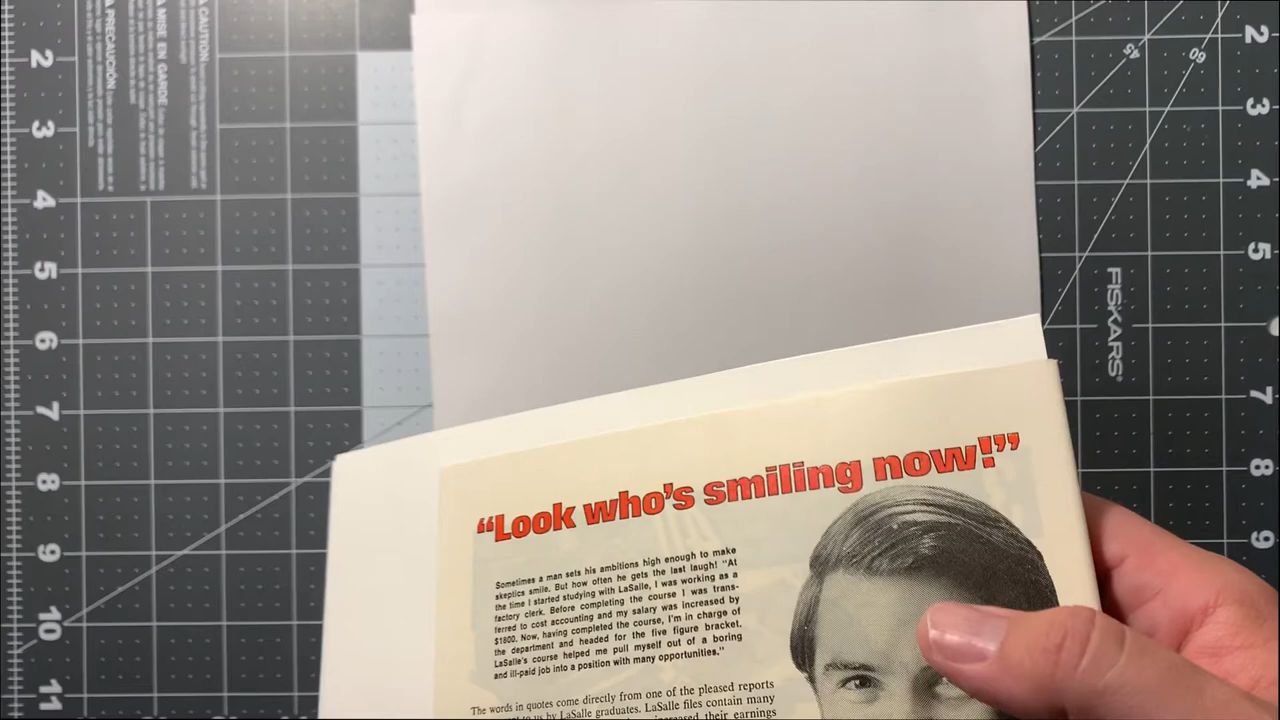 2
3
4
5
6
7
8
9
10
11
⚠ CAUTION
⚠ MISE EN GARDE
⚠ PRECAUCIÓN
45
60
2
3
4
5
FISKARS®
7
8
9
“Look who’s smiling now!”
Sometimes a man sets his ambitions high enough to make
skeptics smile. But how often he gets the last laugh! "At
the time I started studying with LaSalle, I was working as a
factory clerk. Before completing the course I was trans-
ferred to cost accounting and my salary was increased by
$1800. Now, having completed the course, I'm in charge of
the department and headed for the five figure bracket.
LaSalle's course helped me pull myself out of a boring
and ill-paid job into a position with many opportunities."
The words in quotes come directly from one of the pleased reports
to us by LaSalle graduates. LaSalle files contain many
increased their earnings